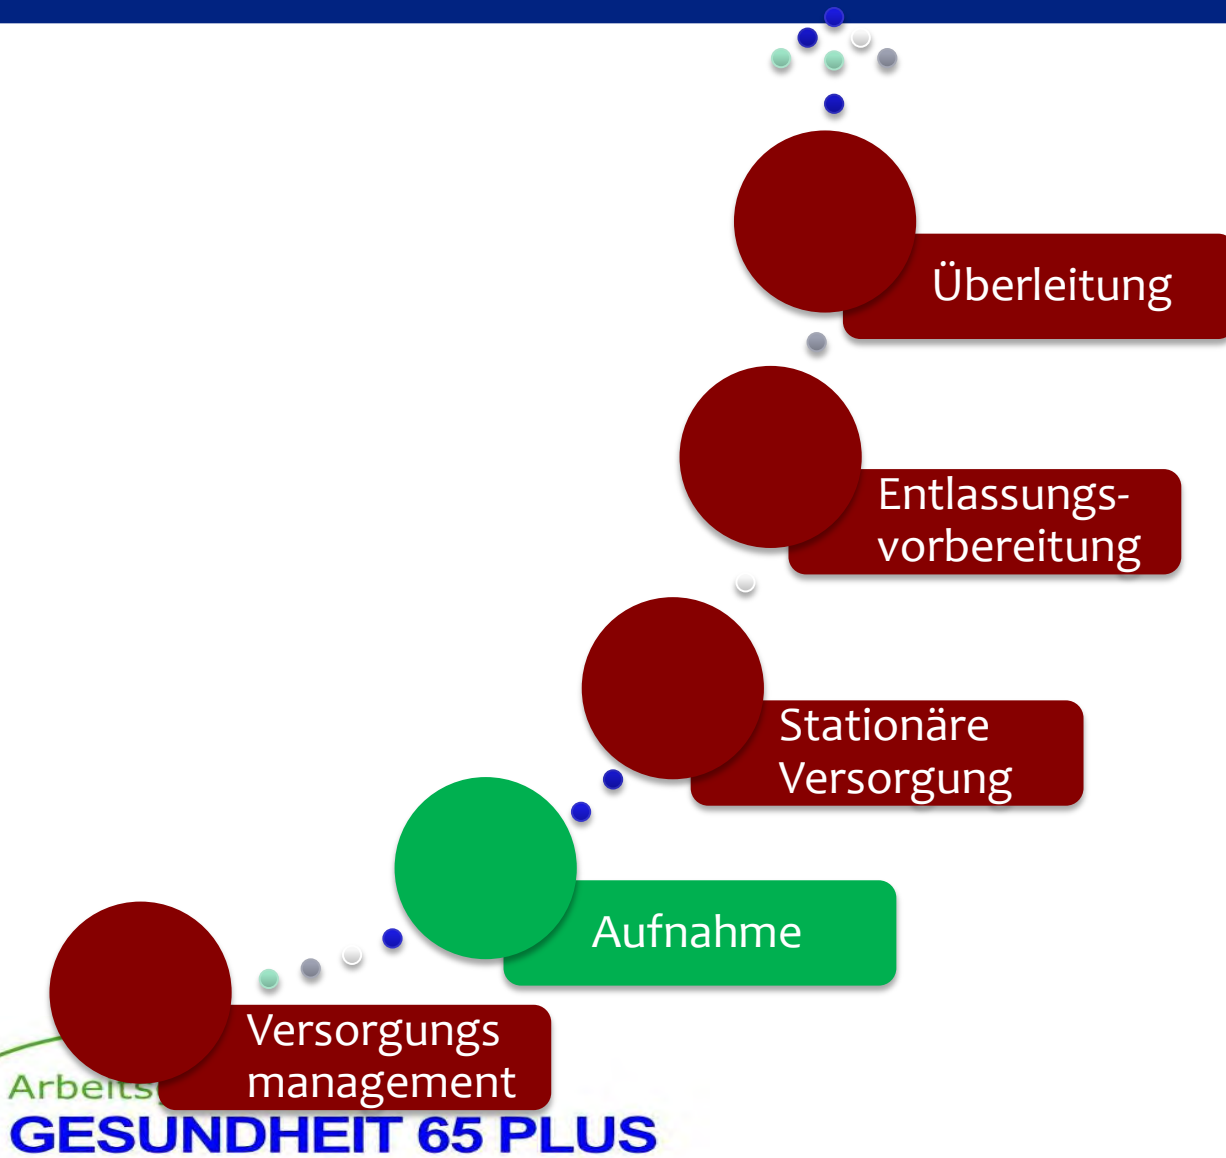 Überleitung
Entlassungs-
vorbereitung
Stationäre
Versorgung
Aufnahme
Versorgungs
management
GESUNDHEIT 65 PLUS